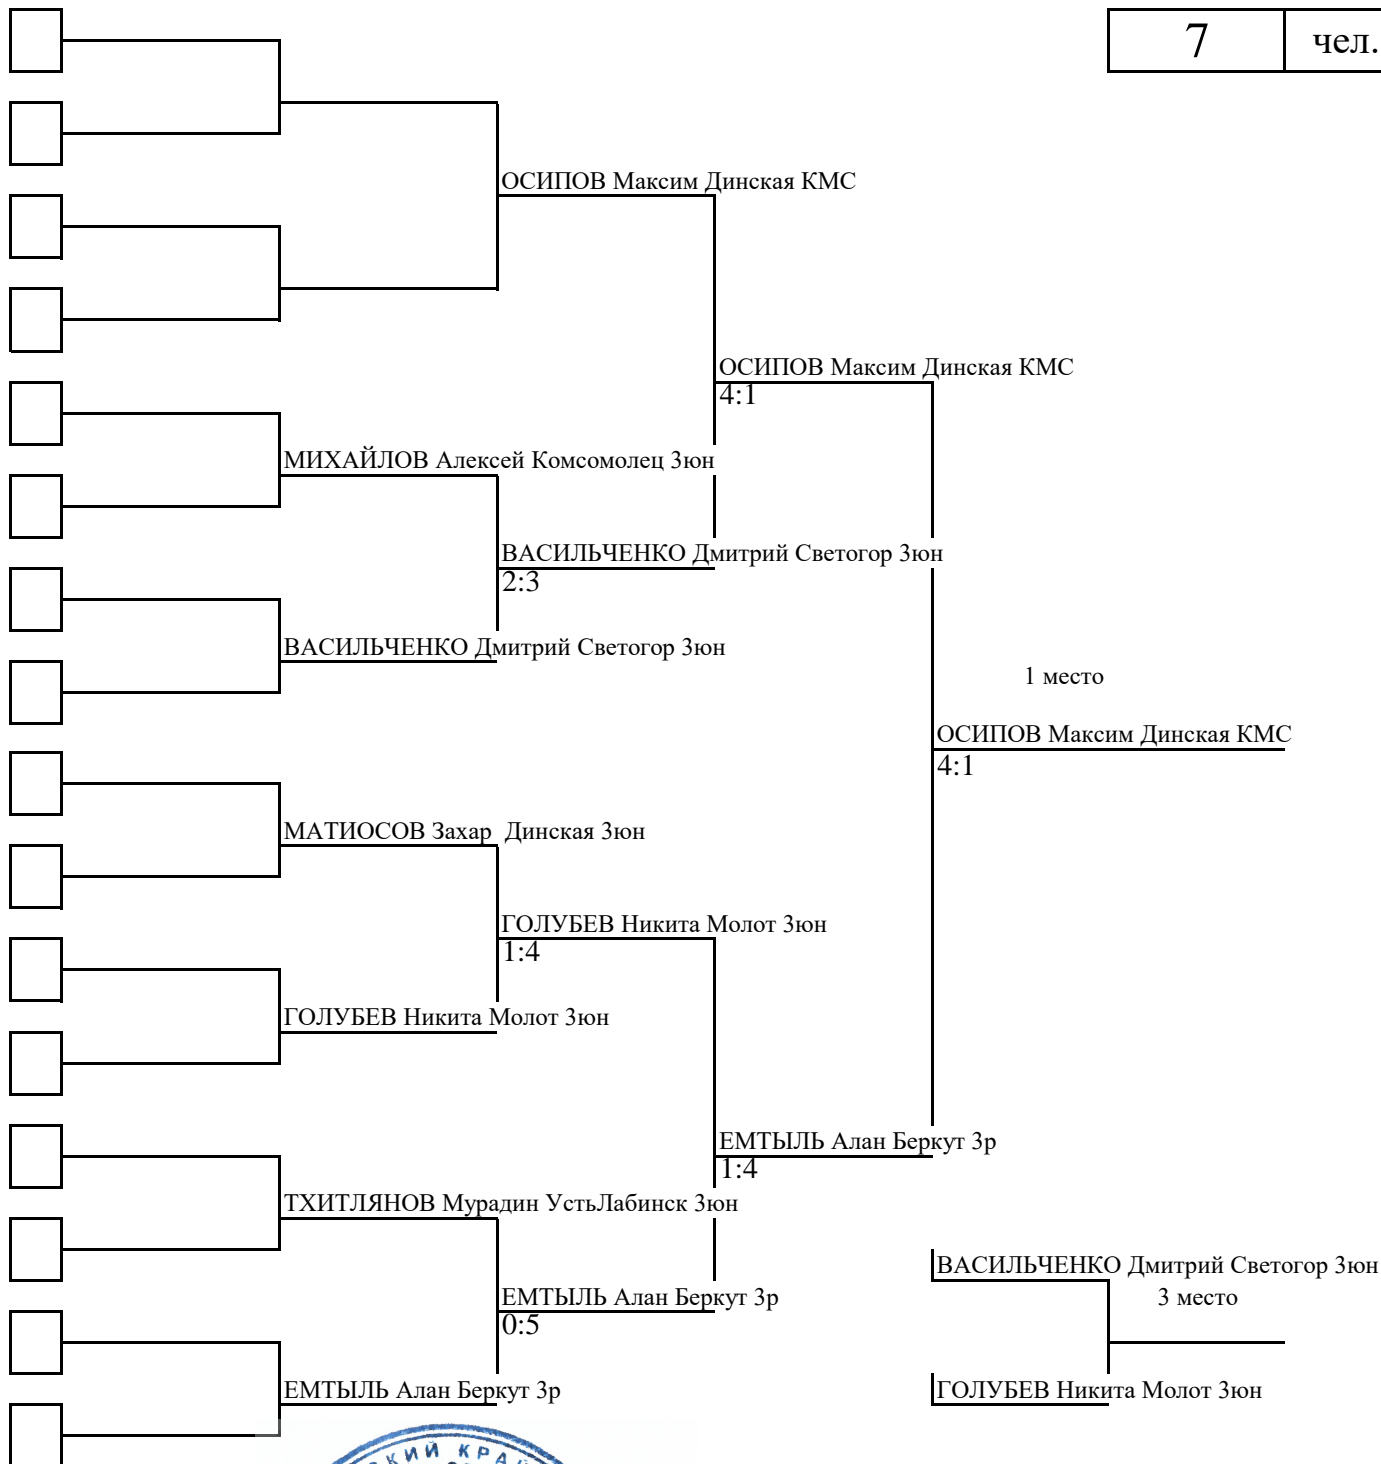 7 чел.
ОСИПОВ Максим Динская КМС
ОСИПОВ Максим Динская КМС
4:1
МИХАЙЛОВ Алексей Комсомолец 3юн
ВАСИЛЬЧЕНКО Дмитрий Светогор 3юн
2:3
ВАСИЛЬЧЕНКО Дмитрий Светогор 3юн
1 место
ОСИПОВ Максим Динская КМС
4:1
МАТИОСОВ Захар  Динская 3юн
ГОЛУБЕВ Никита Молот 3юн
1:4
ГОЛУБЕВ Никита Молот 3юн
ЕМТЫЛЬ Алан Беркут 3р
1:4
ТХИТЛЯНОВ Мурадин УстьЛабинск 3юн
ВАСИЛЬЧЕНКО Дмитрий Светогор 3юн
3 место
ЕМТЫЛЬ Алан Беркут 3р
0:5
ЕМТЫЛЬ Алан Беркут 3р
ГОЛУБЕВ Никита Молот 3юн